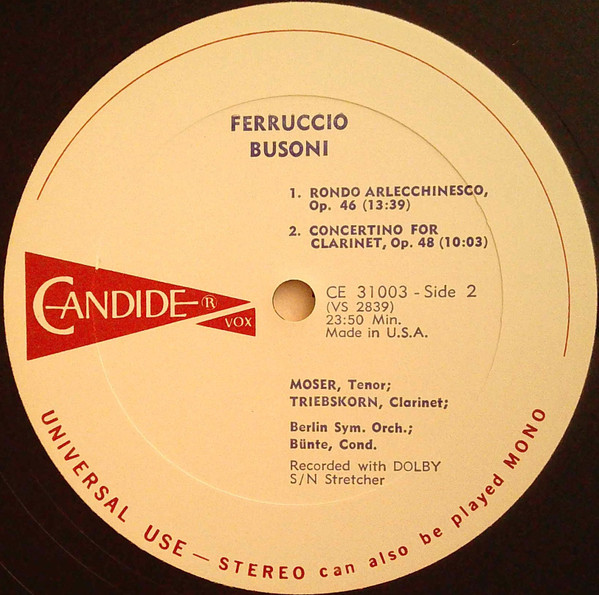 FERRUCCIO
BUSONI
1. RONDO ARLECCHINESCO,
Op. 46 (13:39)
2. CONCERTINO FOR
CLARINET, Op. 48 (10:03)
CANDIDE ®
VOX
CE 31003 - Side 2
(VS 2839)
23:50 Min.
Made in U.S.A.
MOSER, Tenor;
TRIEBSKORN, Clarinet;
Berlin Sym. Orch.;
Bünte, Cond.
Recorded with DOLBY
S/N Stretcher
UNIVERSAL USE — STEREO can also be played MONO